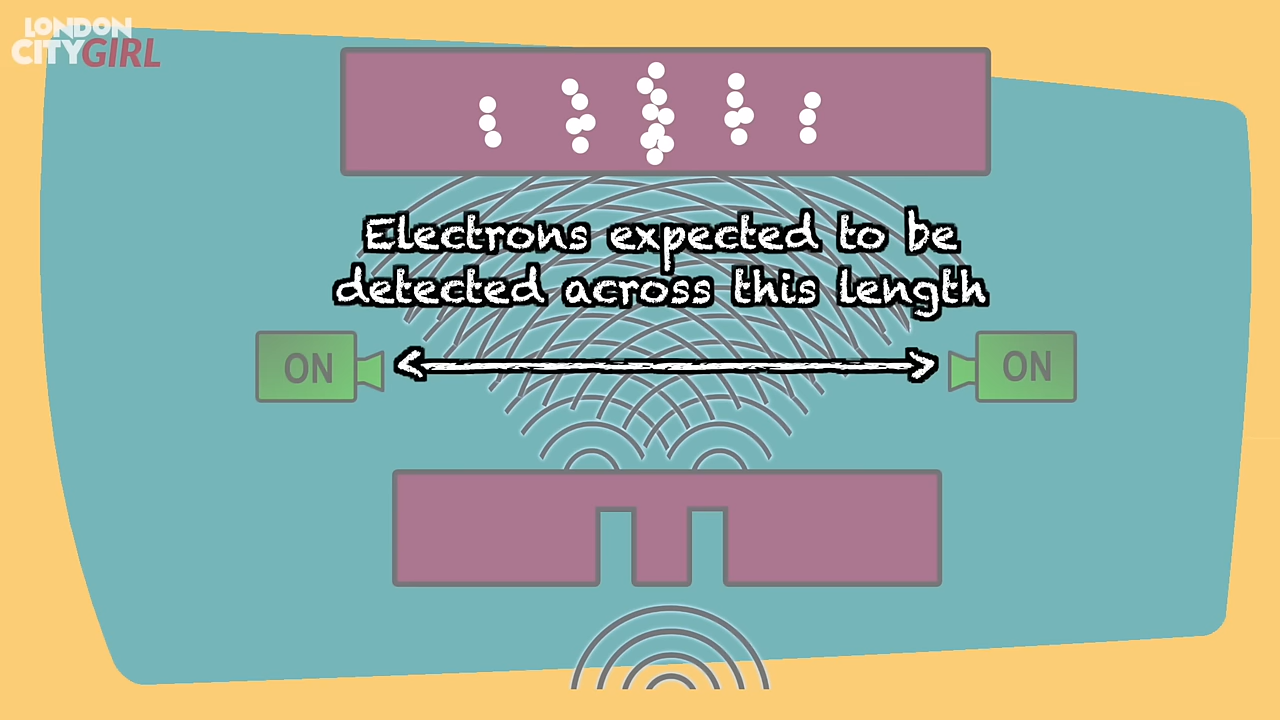 LONDON
CITYGIRL
Electrons expected to be
detected across this length
ON
ON